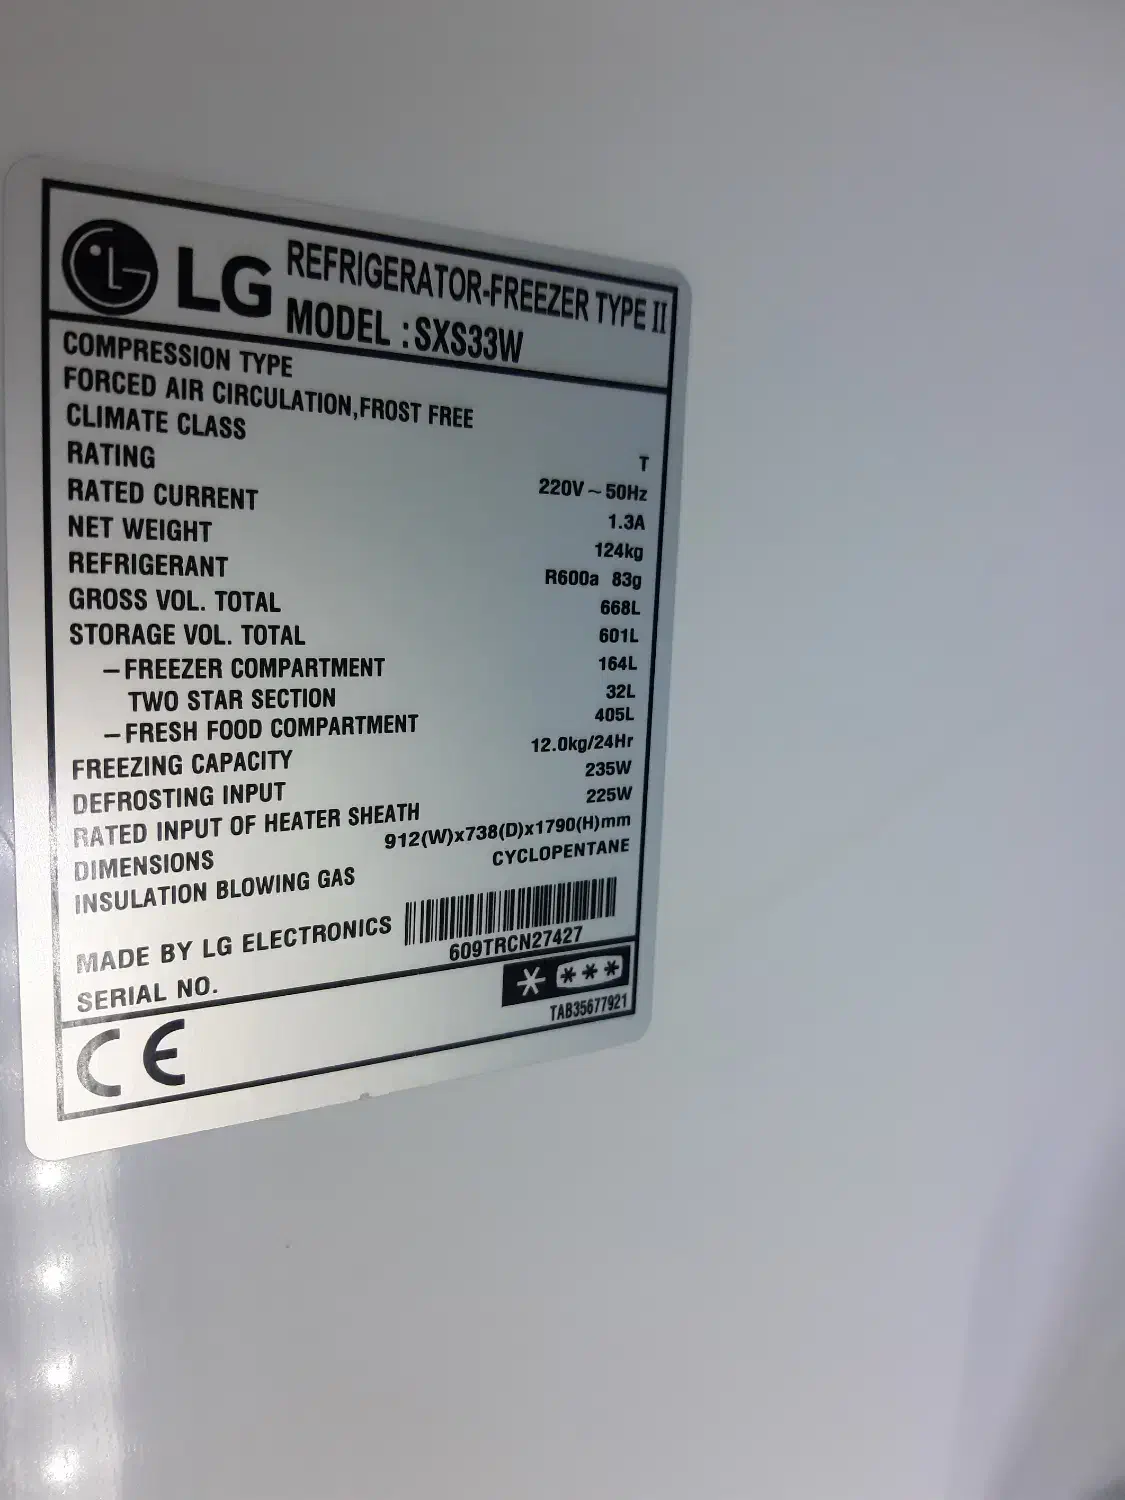 LG REFRIGERATOR-FREEZER TYPE II
MODEL : SXS33W
COMPRESSION TYPE
FORCED AIR CIRCULATION,FROST FREE
CLIMATE CLASS T
RATING 220V ~ 50Hz
RATED CURRENT 1.3A
NET WEIGHT 124kg
REFRIGERANT R600a 83g
GROSS VOL. TOTAL 668L
STORAGE VOL. TOTAL 601L
–FREEZER COMPARTMENT 164L
TWO STAR SECTION 32L
–FRESH FOOD COMPARTMENT 405L
FREEZING CAPACITY 12.0kg/24Hr
DEFROSTING INPUT 235W
RATED INPUT OF HEATER SHEATH 225W
DIMENSIONS 912(W)x738(D)x1790(H)mm
INSULATION BLOWING GAS CYCLOPENTANE
MADE BY LG ELECTRONICS
SERIAL NO. 609TRCN27427
* ***
CE TAB35677921